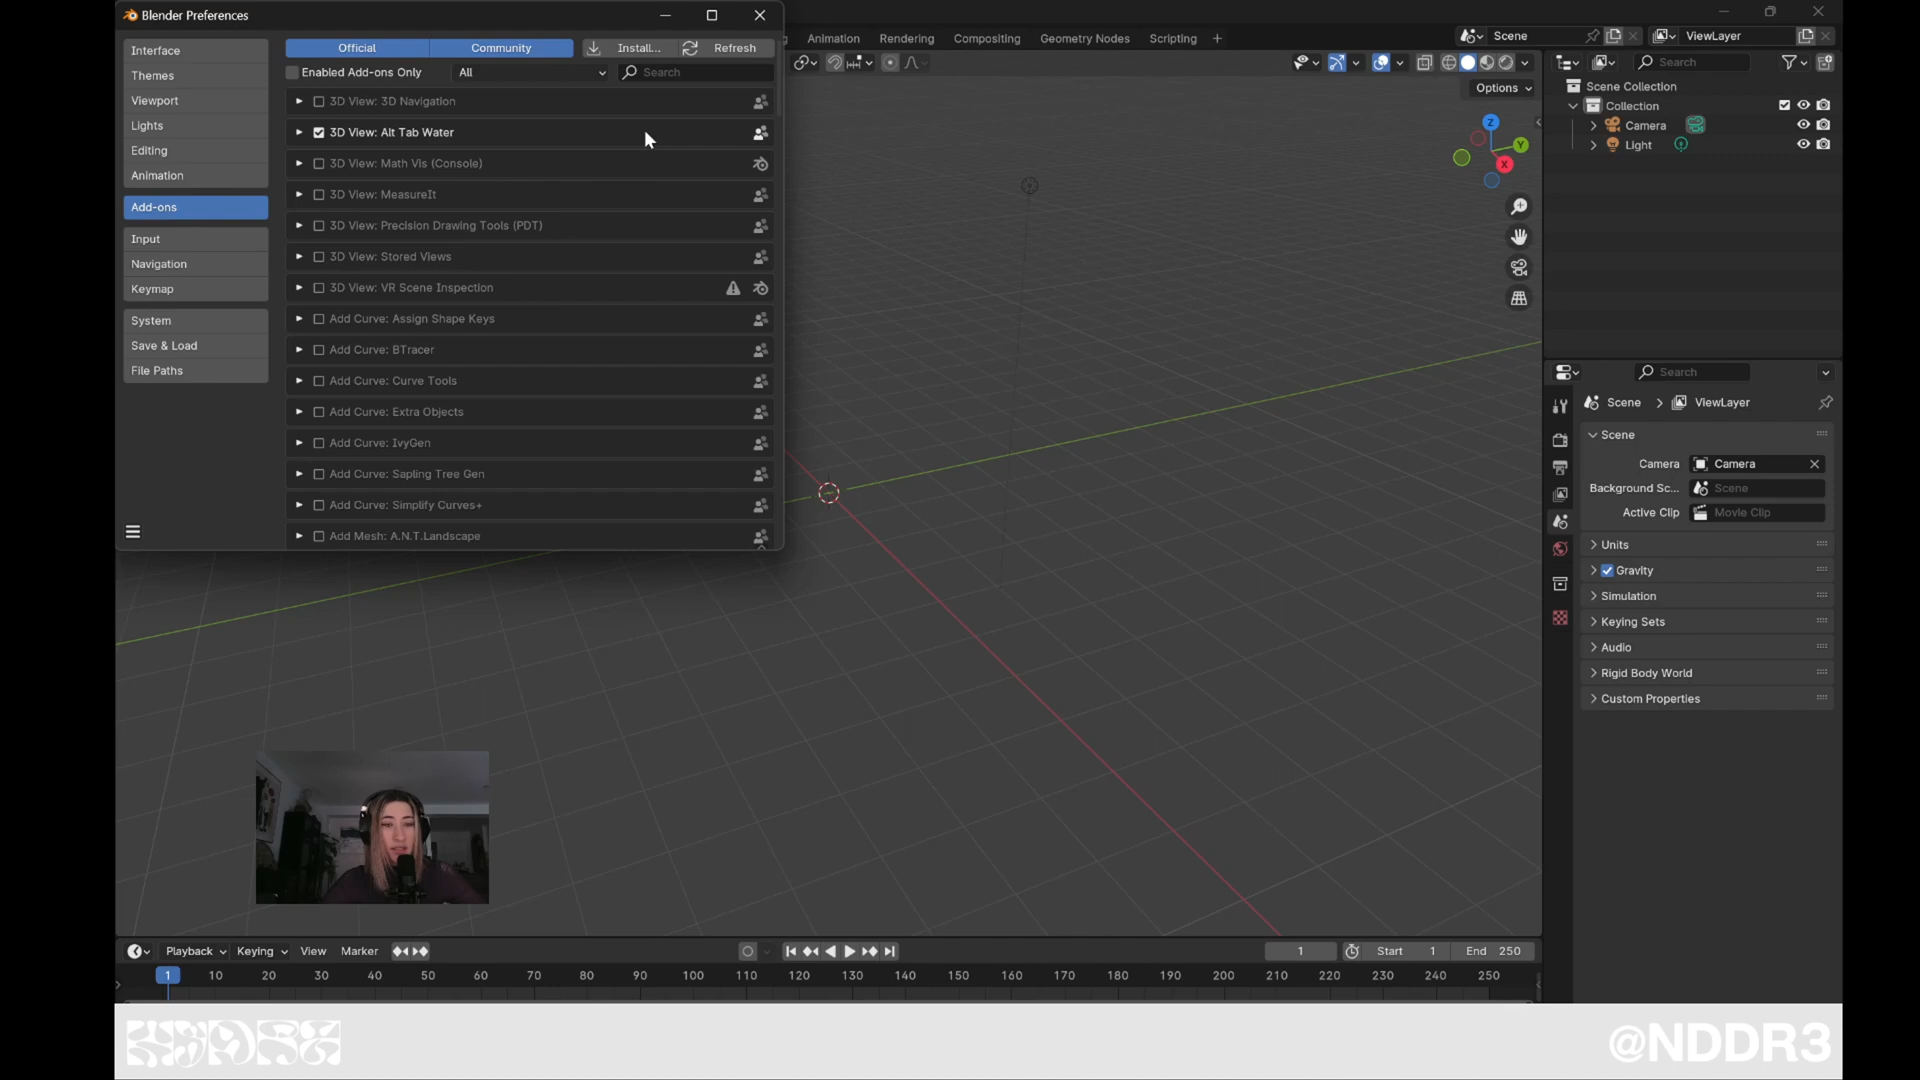 Blender Preferences
Interface
Themes
Viewport
Lights
Editing
Animation
Add-ons
Input
Navigation
Keymap
System
Save & Load
File Paths
Official
Community
Install...
Refresh
Enabled Add-ons Only
All
Search
3D View: 3D Navigation
3D View: Alt Tab Water
3D View: Math Vis (Console)
3D View: MeasureIt
3D View: Precision Drawing Tools (PDT)
3D View: Stored Views
3D View: VR Scene Inspection
Add Curve: Assign Shape Keys
Add Curve: BTracer
Add Curve: Curve Tools
Add Curve: Extra Objects
Add Curve: IvyGen
Add Curve: Sapling Tree Gen
Add Curve: Simplify Curves+
Add Mesh: A.N.T.Landscape
Animation
Rendering
Compositing
Geometry Nodes
Scripting
Scene
ViewLayer
Options
Z
Y
X
Search
Scene Collection
Collection
Camera
Light
Search
Scene
ViewLayer
Scene
Camera
Camera
Background Sc...
Scene
Active Clip
Movie Clip
Units
Gravity
Simulation
Keying Sets
Audio
Rigid Body World
Custom Properties
Playback
Keying
View
Marker
1
Start 1
End 250
1 10 20 30 40 50 60 70 80 90 100 110 120 130 140 150 160 170 180 190 200 210 220 230 240 250
@NDDR3